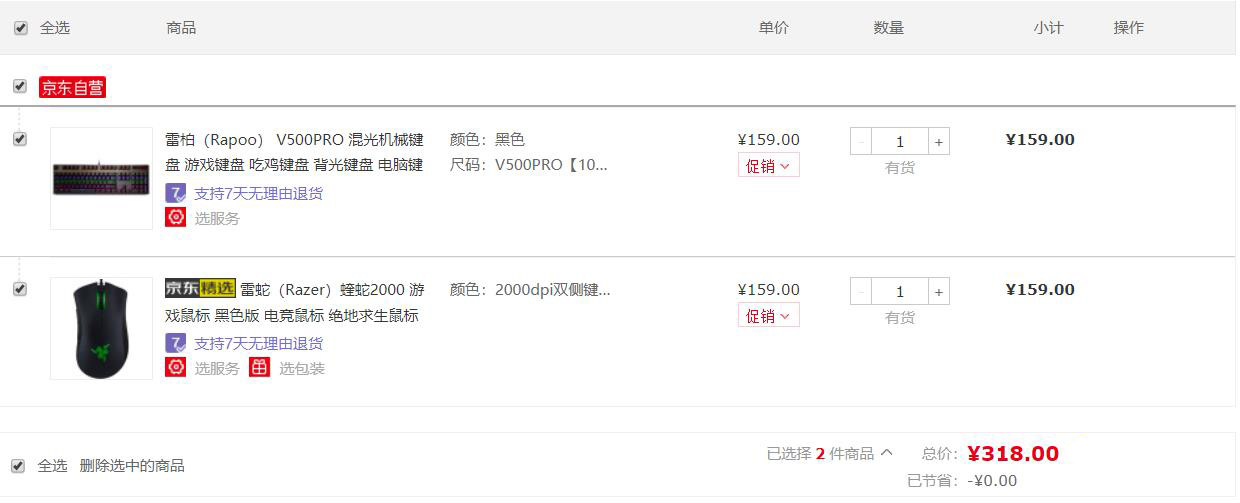 全选 商品 单价 数量 小计 操作
京东自营
雷柏（Rapoo） V500PRO 混光机械键 颜色：黑色 ¥159.00 - 1 + ¥159.00
盘 游戏键盘 吃鸡键盘 背光键盘 电脑键 尺码：V500PRO【10... 促销 有货
7 支持7天无理由退货
选服务
京东精选 雷蛇（Razer）蝰蛇2000 游 颜色：2000dpi双侧键... ¥159.00 - 1 + ¥159.00
戏鼠标 黑色版 电竞鼠标 绝地求生鼠标 促销 有货
7 支持7天无理由退货
选服务 选包装
全选 删除选中的商品 已选择 2 件商品 总价： ¥318.00
已节省： -¥0.00